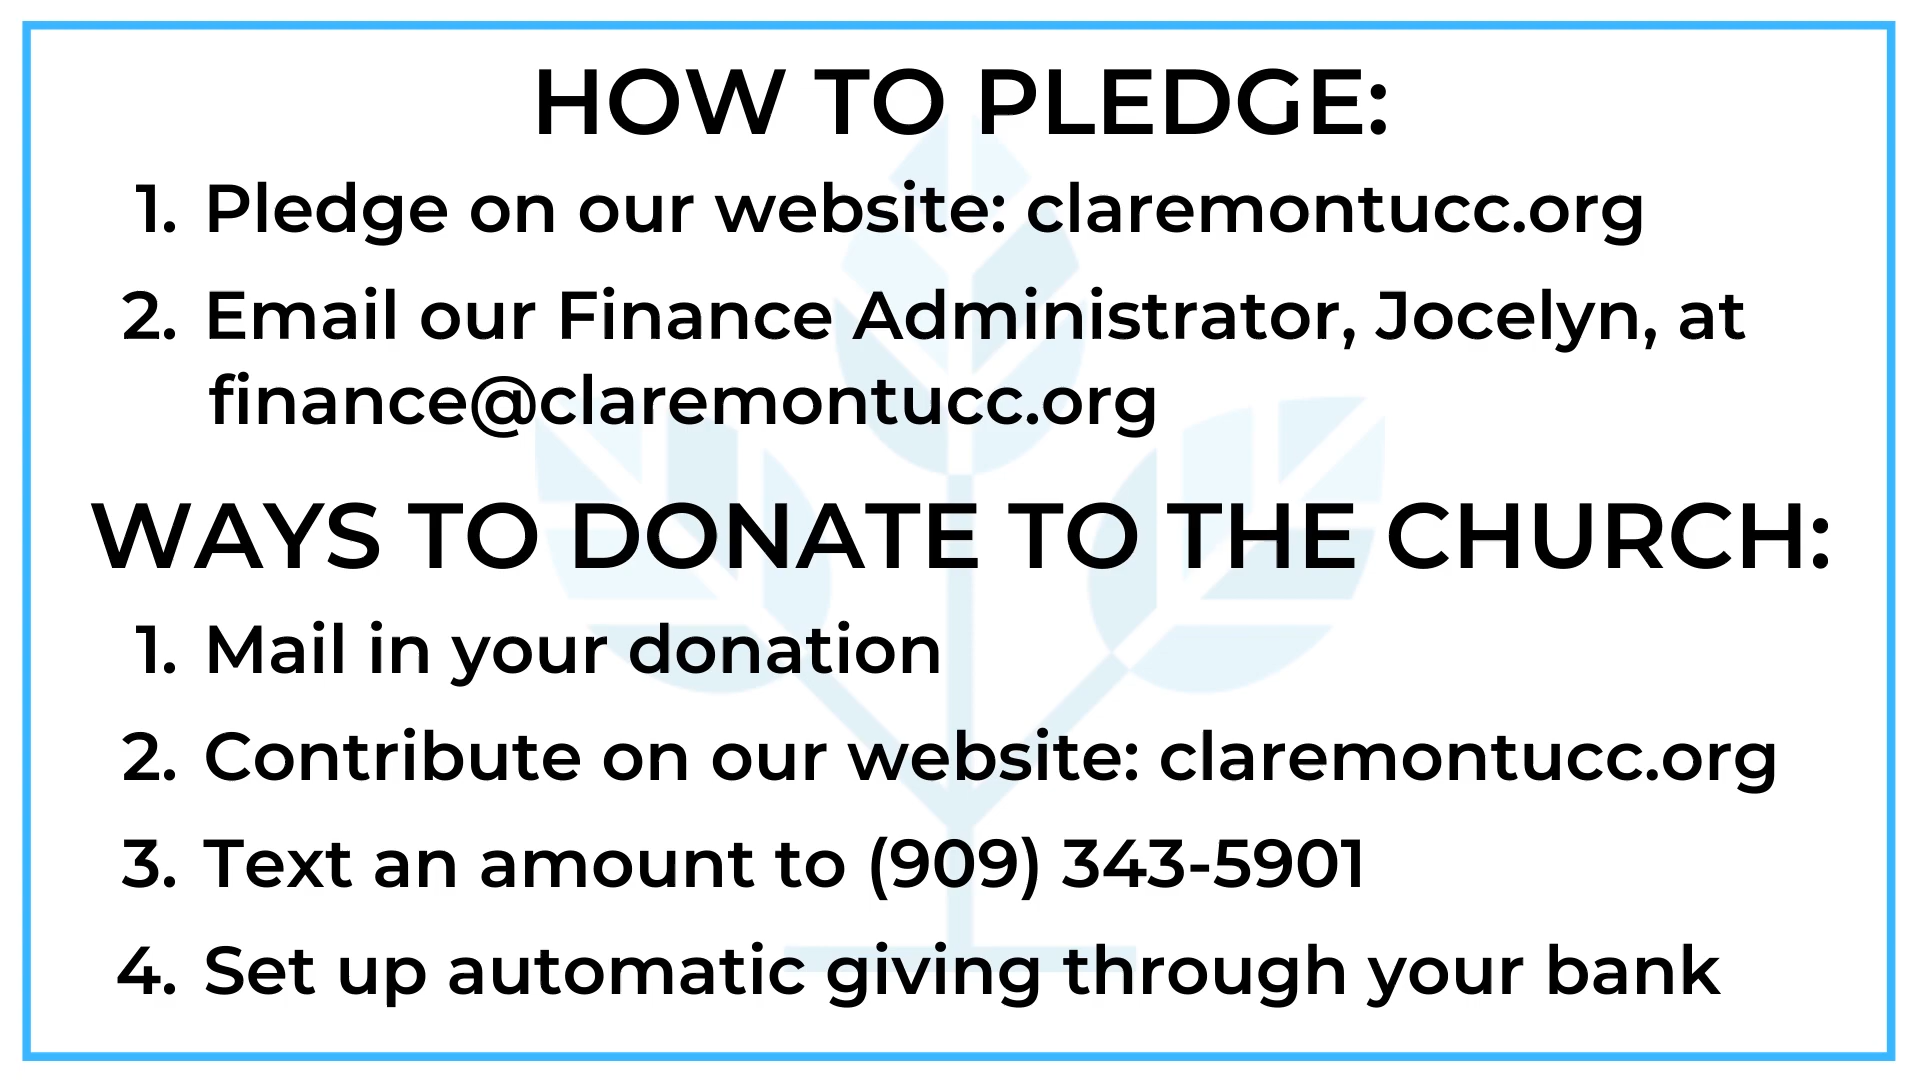 HOW TO PLEDGE:
1. Pledge on our website: claremontucc.org
2. Email our Finance Administrator, Jocelyn, at
finance@claremontucc.org
WAYS TO DONATE TO THE CHURCH:
1. Mail in your donation
2. Contribute on our website: claremontucc.org
3. Text an amount to (909) 343-5901
4. Set up automatic giving through your bank